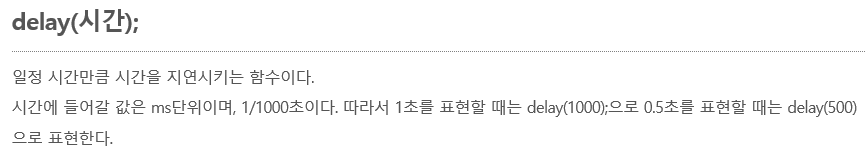 delay(시간);
일정 시간만큼 시간을 지연시키는 함수이다.
시간에 들어갈 값은 ms단위이며, 1/1000초이다. 따라서 1초를 표현할 때는 delay(1000);으로 0.5초를 표현할 때는 delay(500)
으로 표현한다.